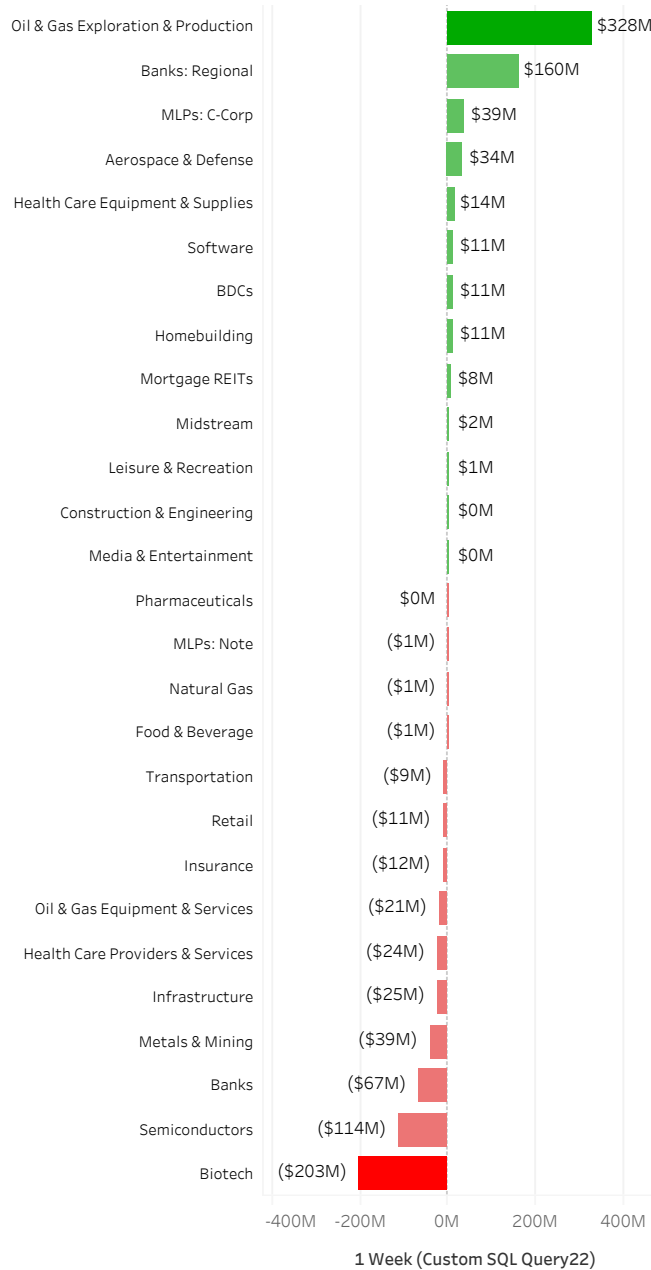 Oil & Gas Exploration & Production $328M
Banks: Regional $160M
MLPs: C-Corp $39M
Aerospace & Defense $34M
Health Care Equipment & Supplies $14M
Software $11M
BDCs $11M
Homebuilding $11M
Mortgage REITs $8M
Midstream $2M
Leisure & Recreation $1M
Construction & Engineering $0M
Media & Entertainment $0M
Pharmaceuticals $0M
MLPs: Note ($1M)
Natural Gas ($1M)
Food & Beverage ($1M)
Transportation ($9M)
Retail ($11M)
Insurance ($12M)
Oil & Gas Equipment & Services ($21M)
Health Care Providers & Services ($24M)
Infrastructure ($25M)
Metals & Mining ($39M)
Banks ($67M)
Semiconductors ($114M)
Biotech ($203M)
-400M -200M 0M 200M 400M
1 Week (Custom SQL Query22)